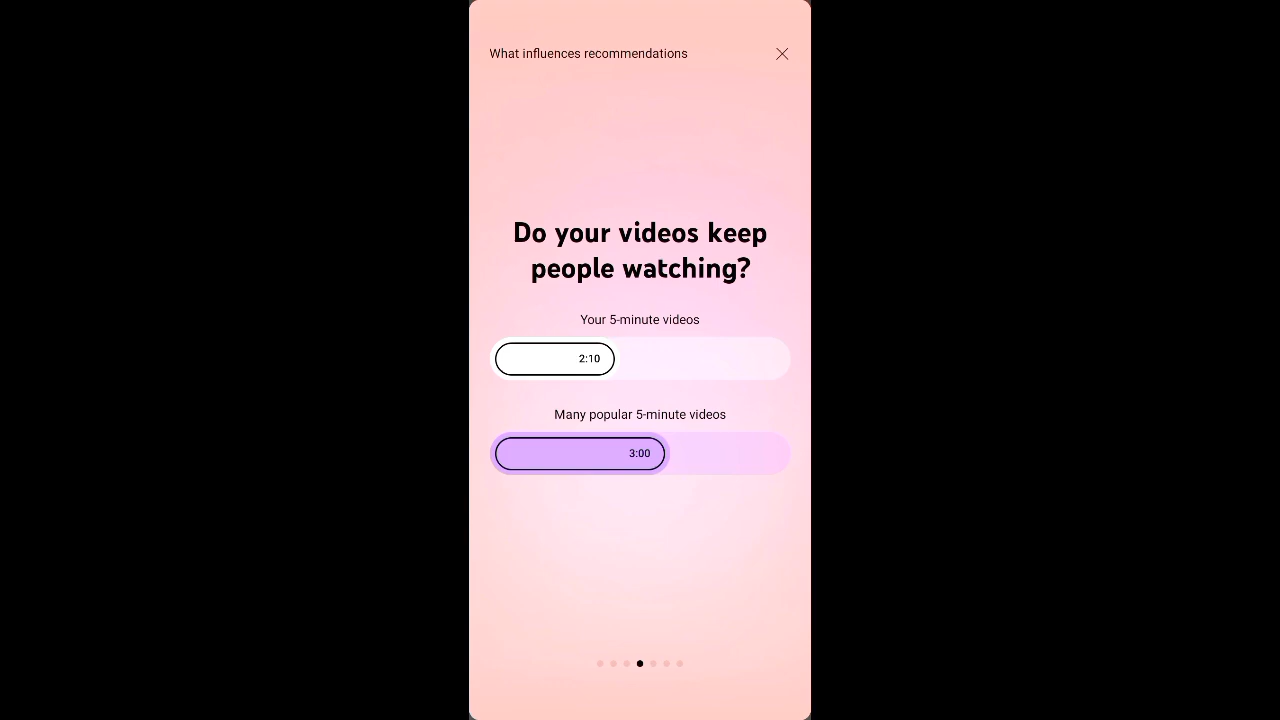 What influences recommendations
Do your videos keep
people watching?
Your 5-minute videos
2:10
Many popular 5-minute videos
3:00